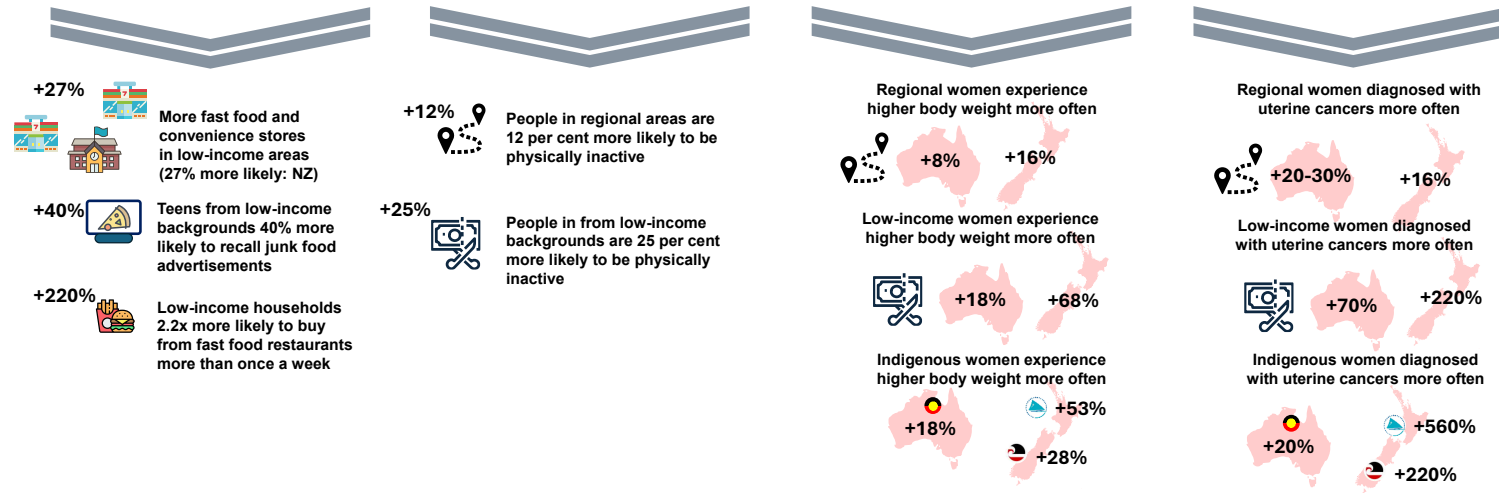 +27%
More fast food and
convenience stores
in low-income areas
(27% more likely: NZ)
+40%
Teens from low-income
backgrounds 40% more
likely to recall junk food
advertisements
+220%
Low-income households
2.2x more likely to buy
from fast food restaurants
more than once a week
+12%
People in regional areas are
12 per cent more likely to be
physically inactive
+25%
People in from low-income
backgrounds are 25 per cent
more likely to be physically
inactive
Regional women experience
higher body weight more often
+8%
+16%
Low-income women experience
higher body weight more often
+18%
+68%
Indigenous women experience
higher body weight more often
+18%
+53%
+28%
Regional women diagnosed with
uterine cancers more often
+20-30%
+16%
Low-income women diagnosed
with uterine cancers more often
+70%
+220%
Indigenous women diagnosed
with uterine cancers more often
+20%
+560%
+220%